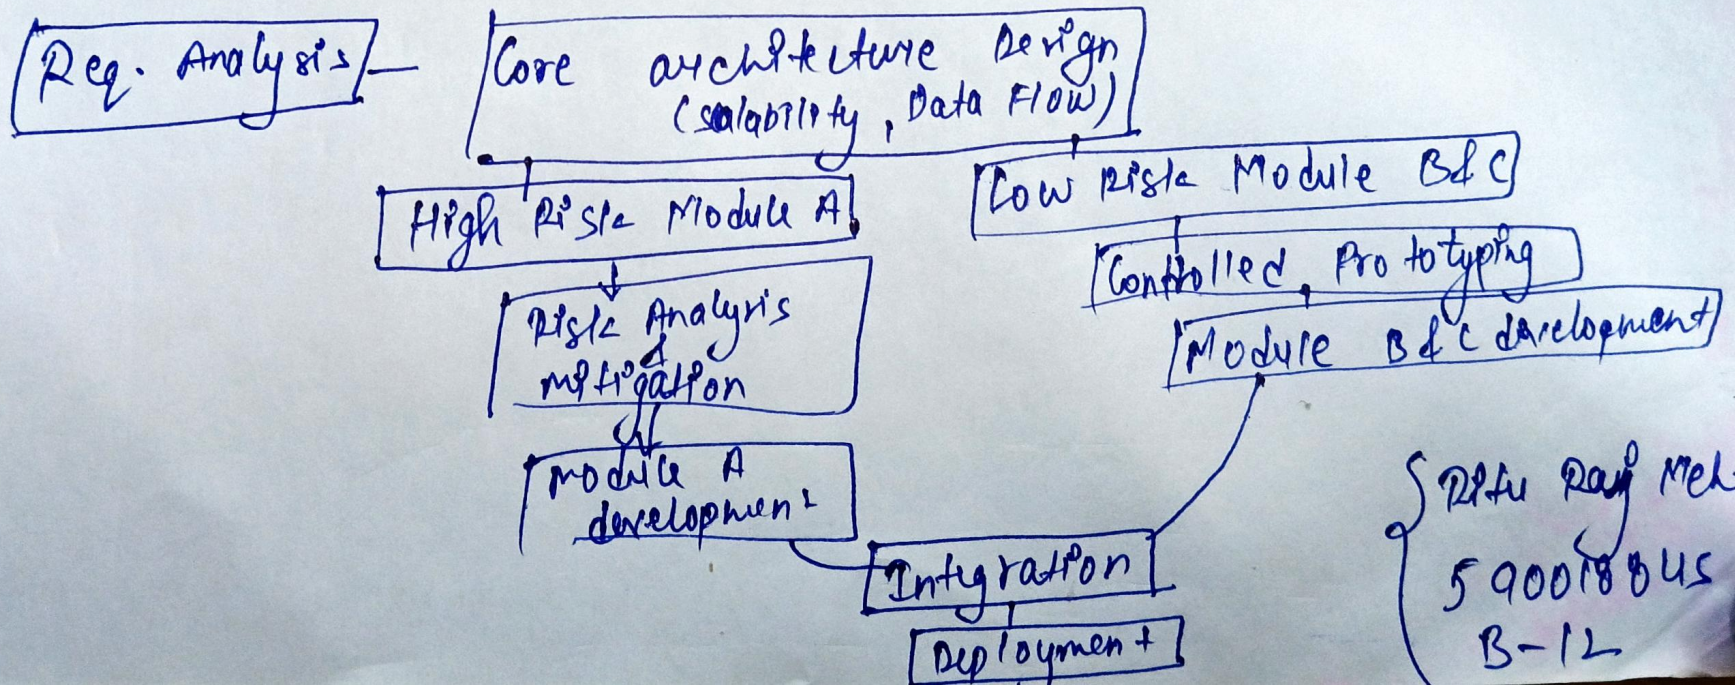 Req. Analysis
Core architecture Design
(scalability, Data Flow)
High Risk Module A
Low Risk Module B&C
Risk Analysis
&
mitigation
Controlled Prototyping
Module B & C development
Module A
development
Integration
Deployment
Ritu Raj
B-12